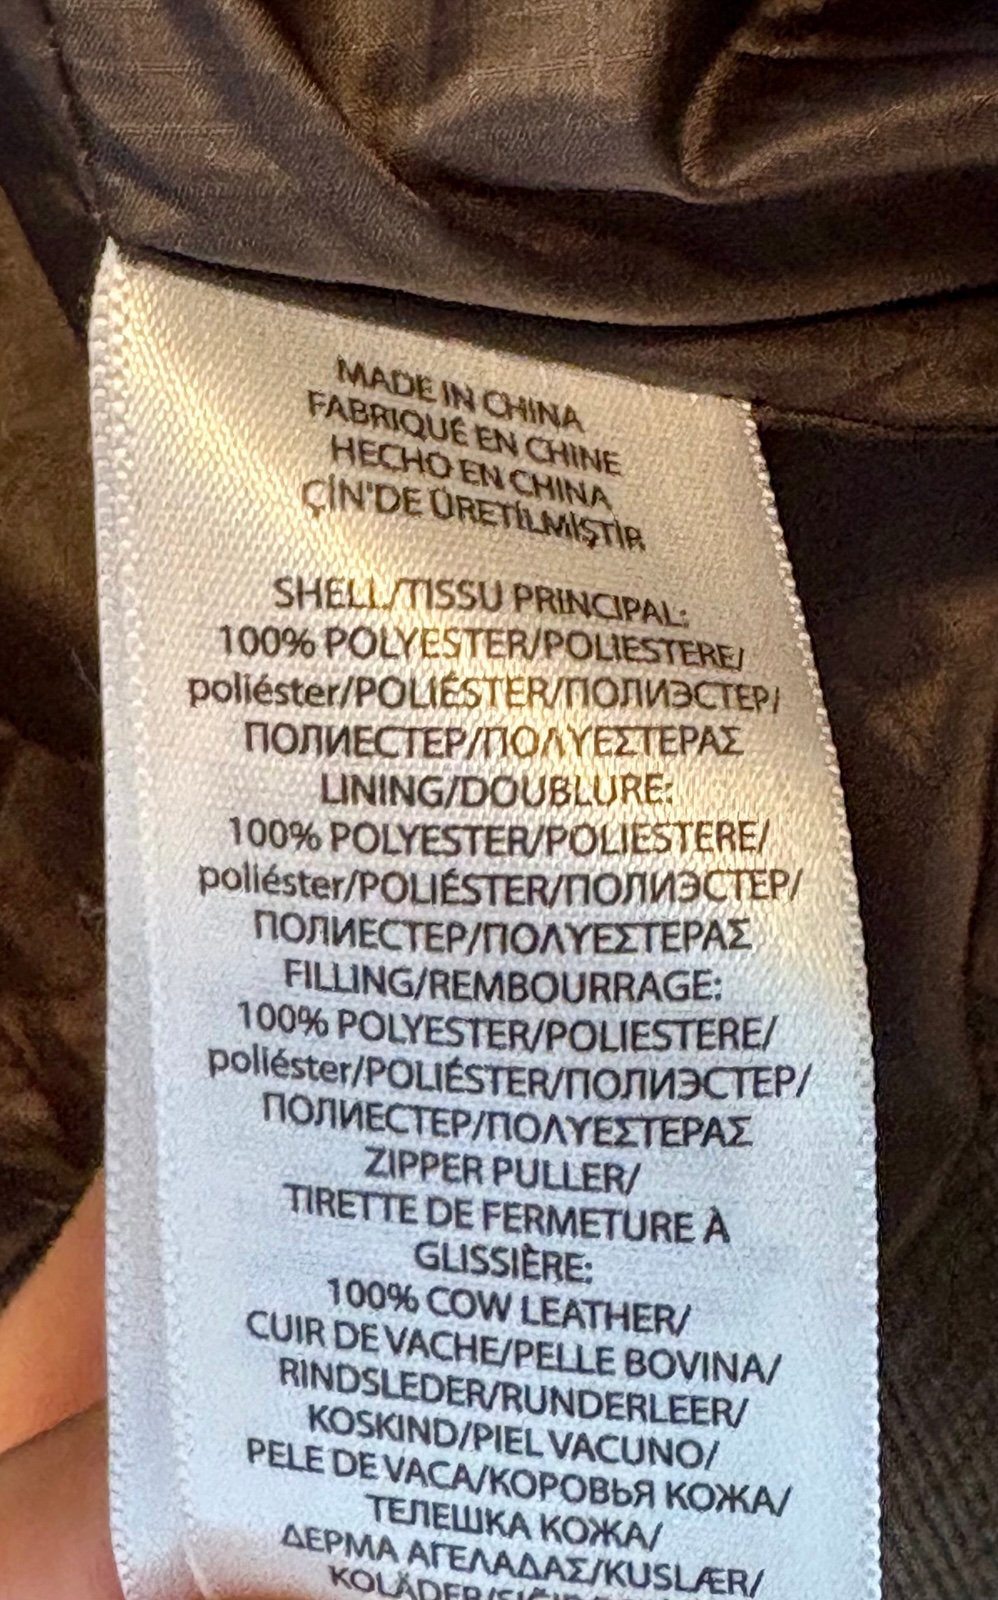 MADE IN CHINA
FABRIQUÉ EN CHINE
HECHO EN CHINA
ÇİN'DE ÜRETİLMİŞTİR
SHELL/TISSU PRINCIPAL:
100% POLYESTER/POLIESTERE/
poliéster/POLIÉSTER/ПОЛИЭСТЕР/
ПОЛИЕСТЕР/ΠΟΛΥΕΣΤΕΡΑΣ
LINING/DOUBLURE:
100% POLYESTER/POLIESTERE/
poliéster/POLIÉSTER/ПОЛИЭСТЕР/
ПОЛИЕСТЕР/ΠΟΛΥΕΣΤΕΡΑΣ
FILLING/REMBOURRAGE:
100% POLYESTER/POLIESTERE/
poliéster/POLIÉSTER/ПОЛИЭСТЕР/
ПОЛИЕСТЕР/ΠΟΛΥΕΣΤΕΡΑΣ
ZIPPER PULLER/
TIRETTE DE FERMETURE À
GLISSIÈRE:
100% COW LEATHER/
CUIR DE VACHE/PELLE BOVINA/
RINDSLEDER/RUNDERLEER/
KOSKIND/PIEL VACUNO/
PELE DE VACA/КОРОВЬЯ КОЖА/
ТЕЛЕШКА КОЖА/
ΔΕΡΜΑ ΑΓΕΛΑΔΑΣ/KUSLÆR/
KOLÄDER/